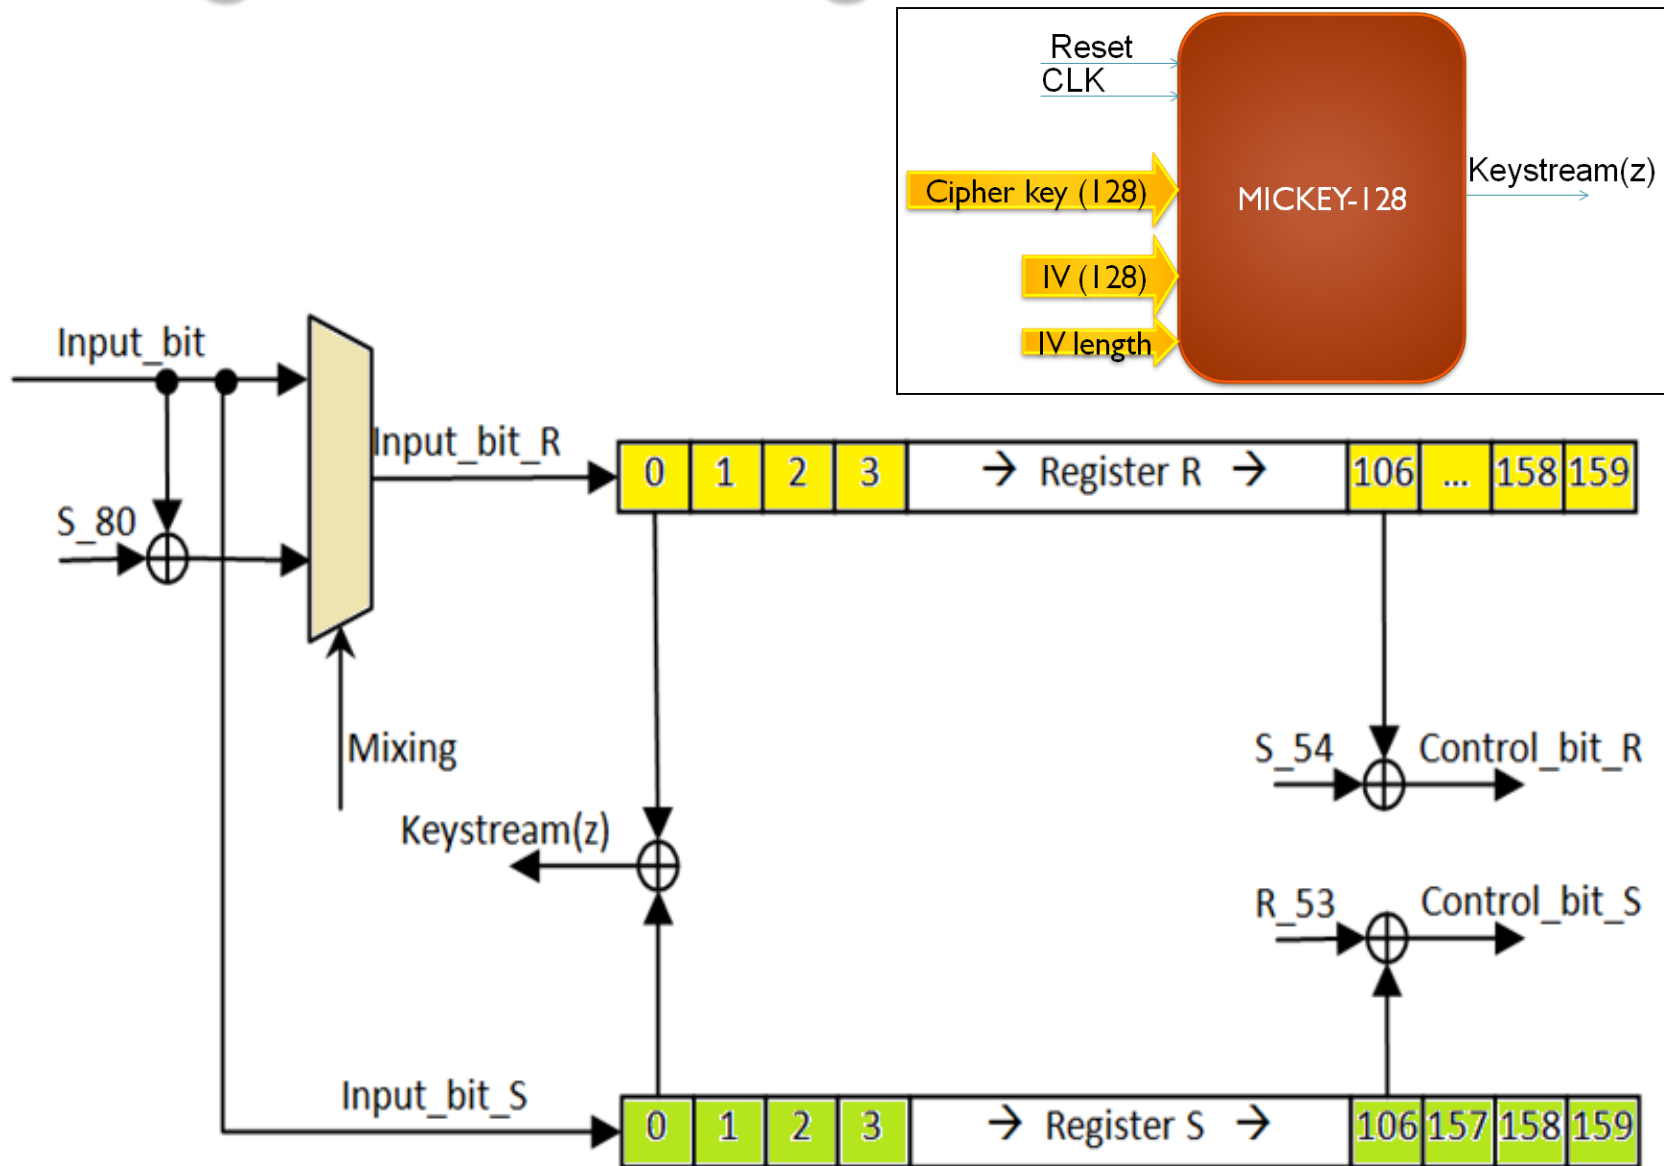 Reset
CLK
Cipher key (128)
IV (128)
IV length
MICKEY-128
Keystream(z)
Input_bit
S_80
Mixing
Input_bit_R
0 1 2 3 → Register R → 106 ... 158 159
S_54
Control_bit_R
Keystream(z)
R_53
Control_bit_S
Input_bit_S
0 1 2 3 → Register S → 106 157 158 159